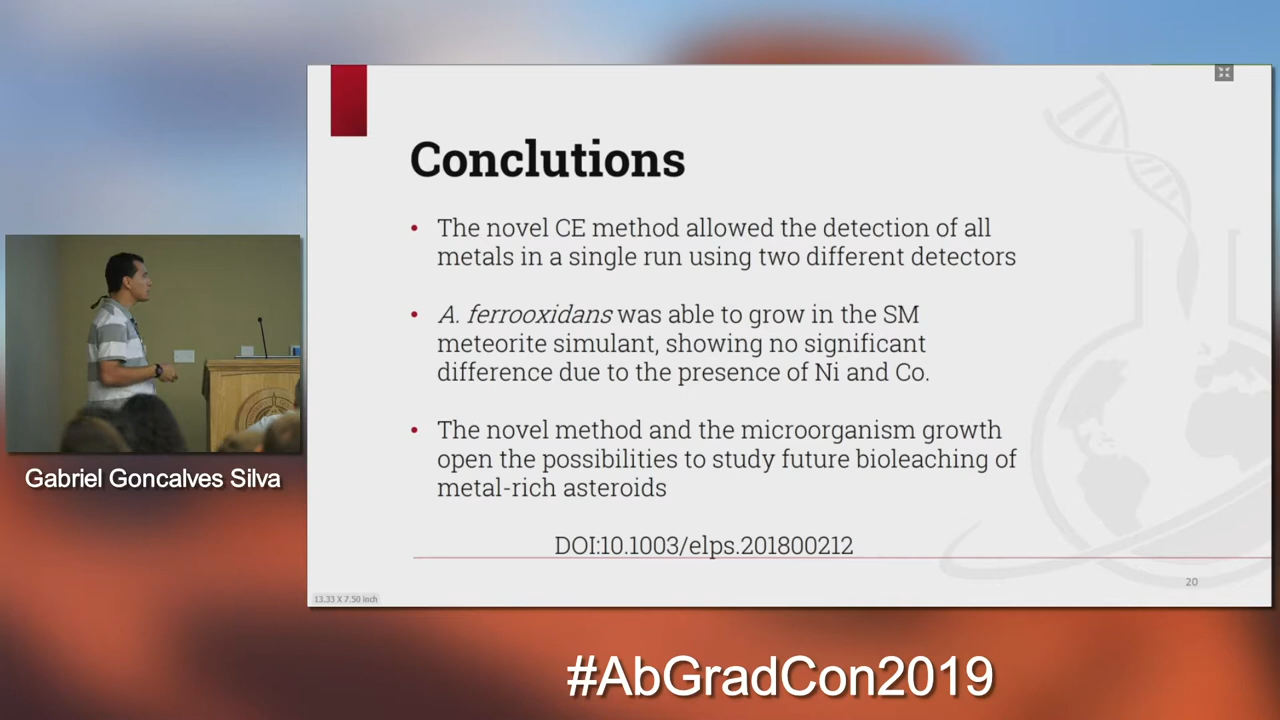 Conclutions
• The novel CE method allowed the detection of all
metals in a single run using two different detectors
• A. ferrooxidans was able to grow in the SM
meteorite simulant, showing no significant
difference due to the presence of Ni and Co.
• The novel method and the microorganism growth
open the possibilities to study future bioleaching of
metal-rich asteroids
DOI:10.1003/elps.201800212
20
13.33 X 7.50 inch
Gabriel Goncalves Silva
#AbGradCon2019